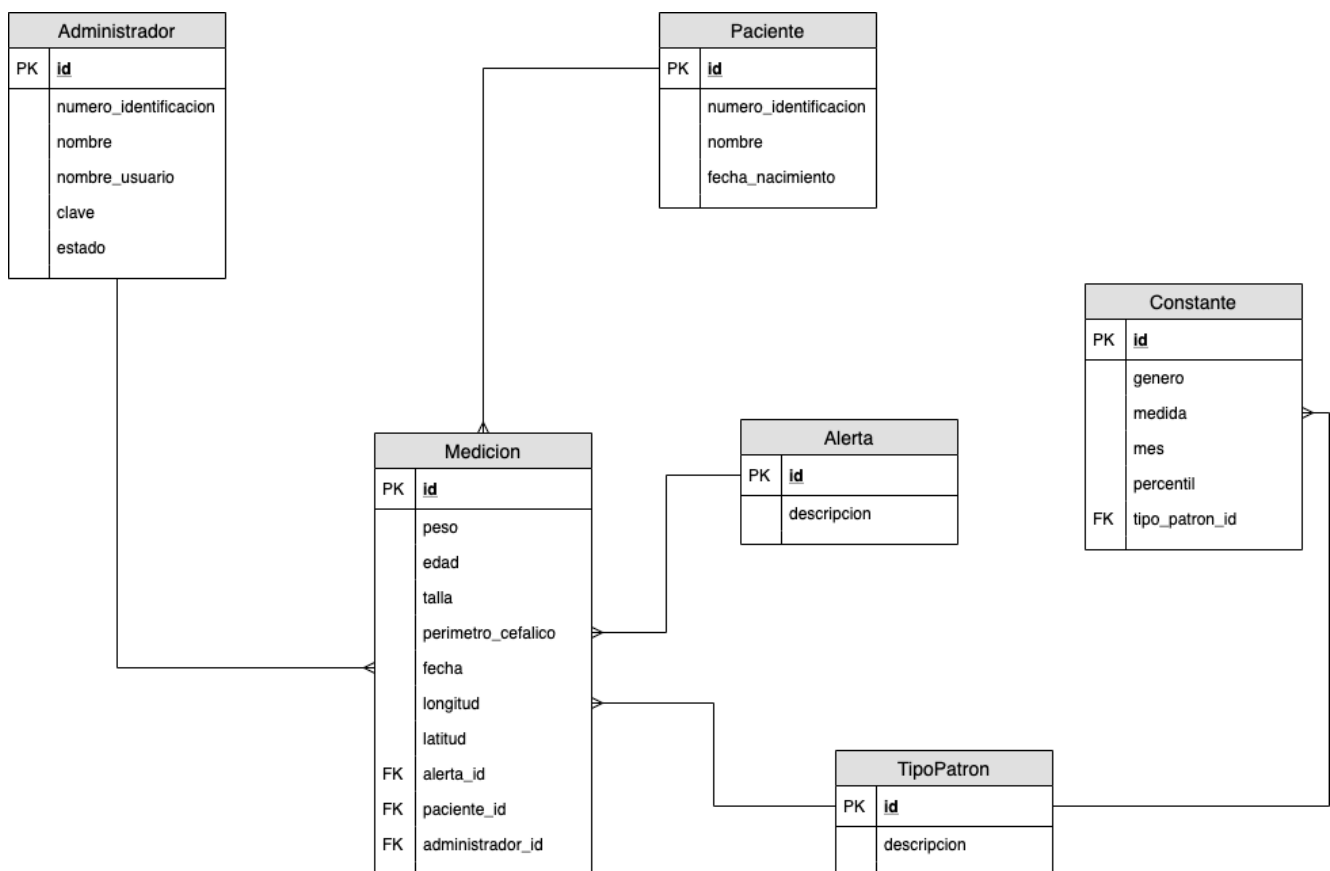 Administrador
PK id
numero_identificacion
nombre
nombre_usuario
clave
estado
Paciente
PK id
numero_identificacion
nombre
fecha_nacimiento
Constante
PK id
genero
medida
mes
percentil
FK tipo_patron_id
Alerta
PK id
descripcion
Medicion
PK id
peso
edad
talla
perimetro_cefalico
fecha
longitud
latitud
FK alerta_id
FK paciente_id
FK administrador_id
TipoPatron
PK id
descripcion